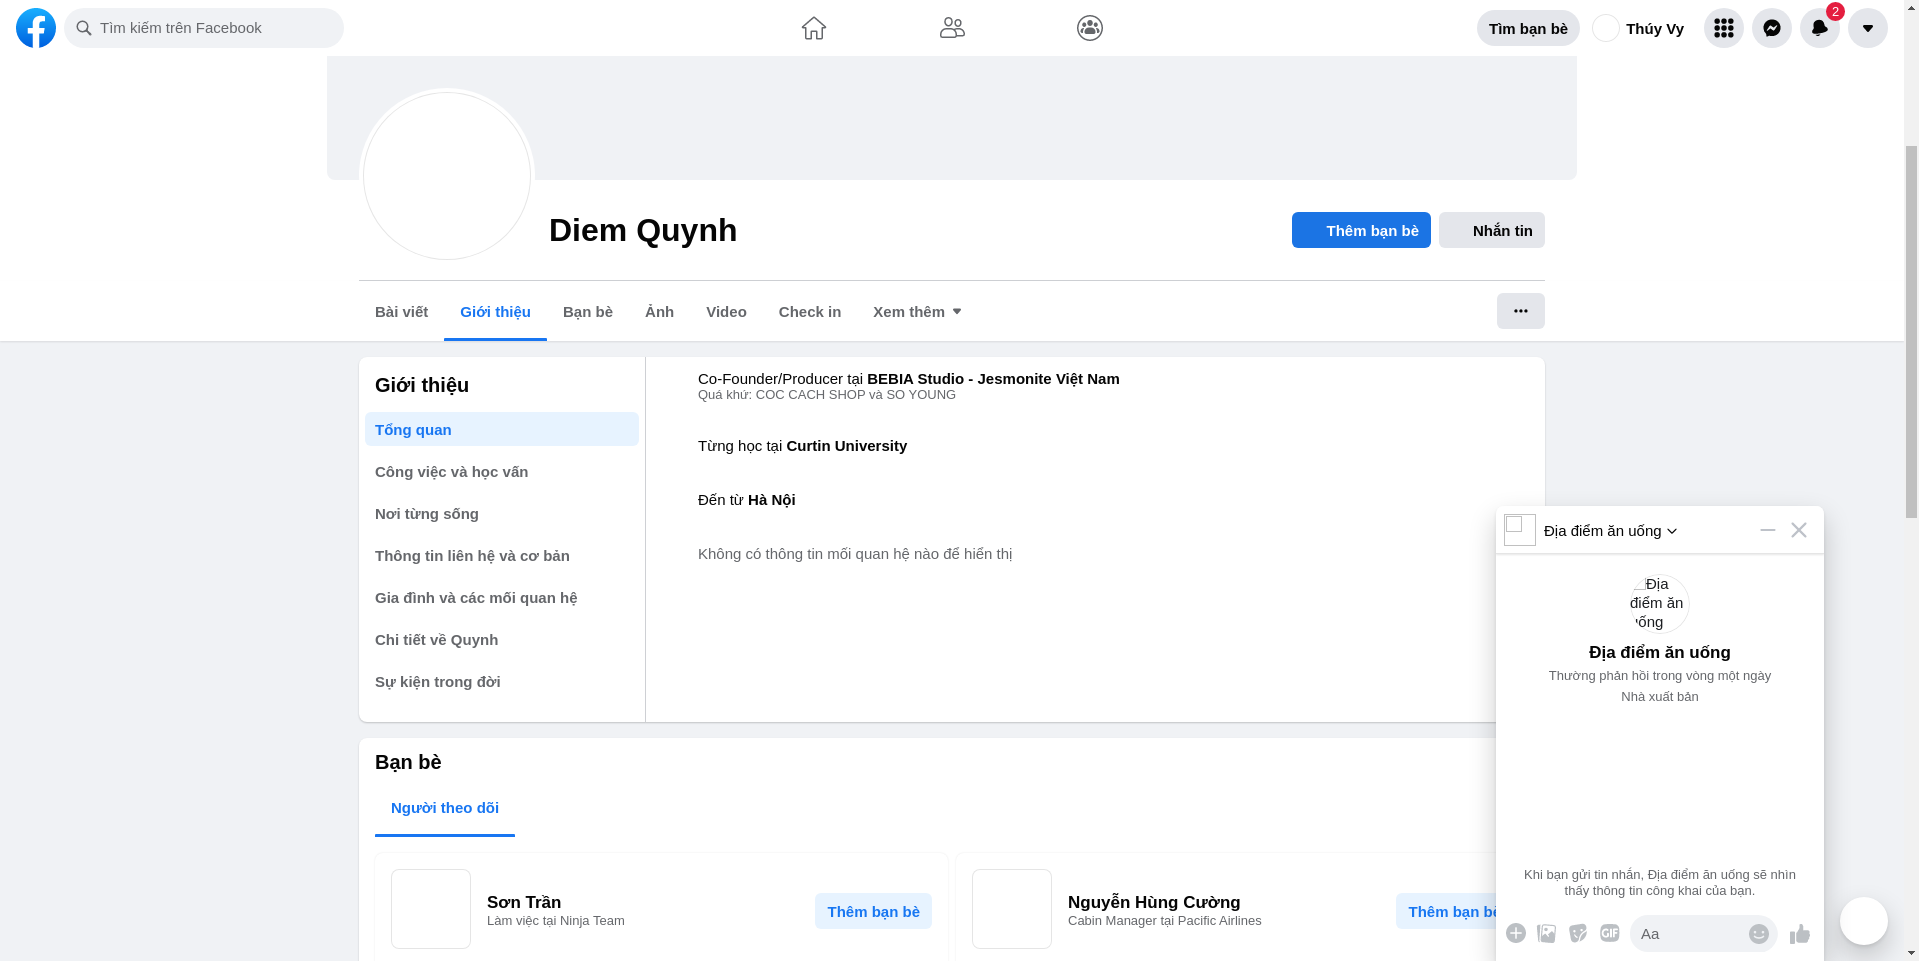 Tìm kiếm trên Facebook
Tìm bạn bè
Thúy Vy
2
Diem Quynh
Thêm bạn bè
Nhắn tin
Bài viết
Giới thiệu
Bạn bè
Ảnh
Video
Check in
Xem thêm
Giới thiệu
Tổng quan
Công việc và học vấn
Nơi từng sống
Thông tin liên hệ và cơ bản
Gia đình và các mối quan hệ
Chi tiết về Quynh
Sự kiện trong đời
Co-Founder/Producer tại BEBIA Studio - Jesmonite Việt Nam
Quá khứ: COC CACH SHOP và SO YOUNG
Từng học tại Curtin University
Đến từ Hà Nội
Không có thông tin mối quan hệ nào để hiển thị
Bạn bè
Người theo dõi
Sơn Trần
Làm việc tại Ninja Team
Thêm bạn bè
Nguyễn Hùng Cường
Cabin Manager tại Pacific Airlines
Thêm bạn bè
Địa điểm ăn uống
Địa
điểm ăn
uống
Địa điểm ăn uống
Thường phản hồi trong vòng một ngày
Nhà xuất bản
Khi bạn gửi tin nhắn, Địa điểm ăn uống sẽ nhìn
thấy thông tin công khai của bạn.
GIF
Aa